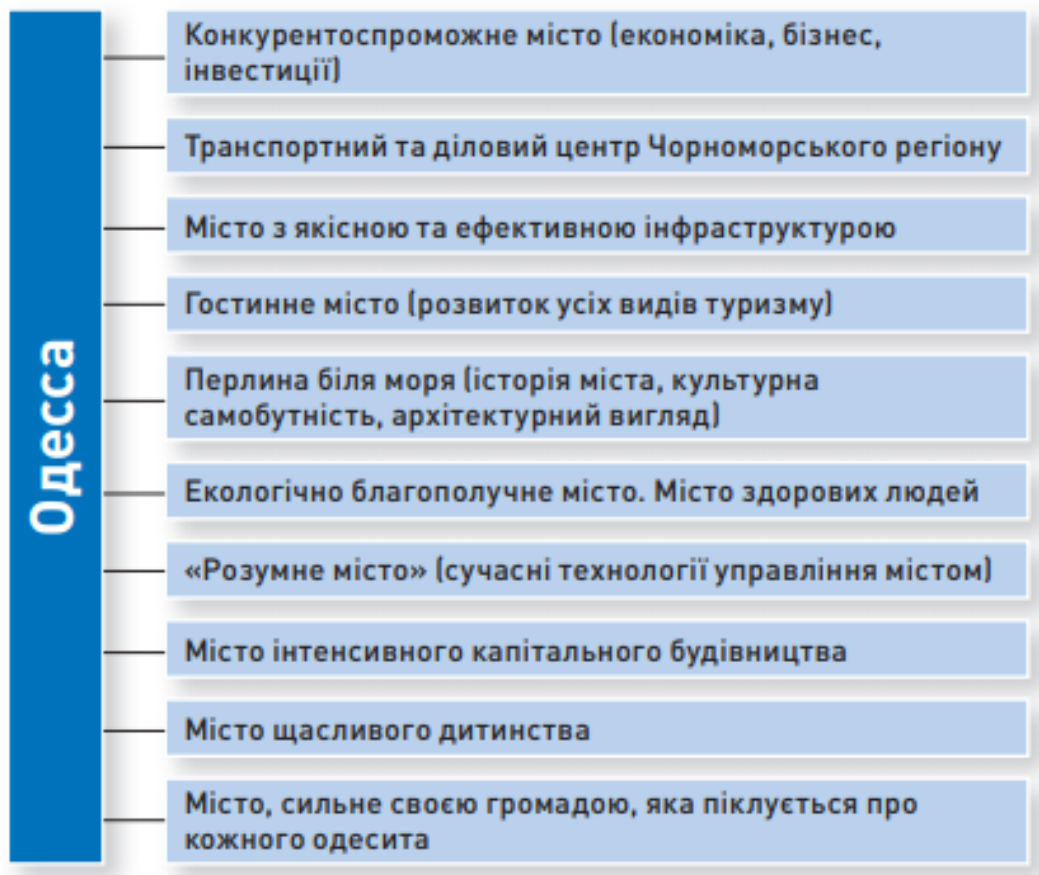 Одесса
Конкурентоспроможне місто (економіка, бізнес,
інвестиції)
Транспортний та діловий центр Чорноморського регіону
Місто з якісною та ефективною інфраструктурою
Гостинне місто (розвиток усіх видів туризму)
Перлина біля моря (історія міста, культурна
самобутність, архітектурний вигляд)
Екологічно благополучне місто. Місто здорових людей
«Розумне місто» (сучасні технології управління містом)
Місто інтенсивного капітального будівництва
Місто щасливого дитинства
Місто, сильне своєю громадою, яка піклується про
кожного одесита